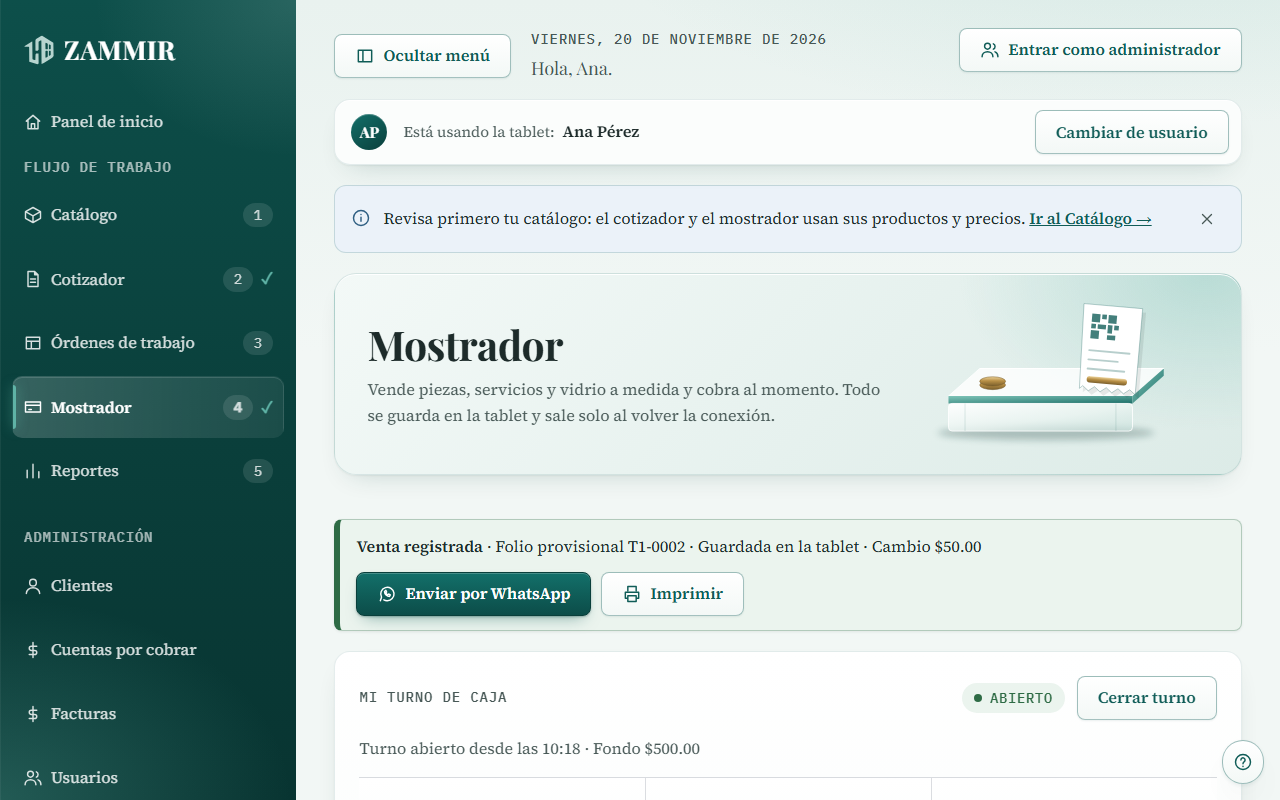 ZAMMIR
Panel de inicio
FLUJO DE TRABAJO
Catálogo 1
Cotizador 2
Órdenes de trabajo 3
Mostrador 4
Reportes 5
ADMINISTRACIÓN
Clientes
Cuentas por cobrar
Facturas
Usuarios
Ocultar menú
VIERNES, 20 DE NOVIEMBRE DE 2026
Hola, Ana.
Entrar como administrador
AP Está usando la tablet: Ana Pérez
Cambiar de usuario
Revisa primero tu catálogo: el cotizador y el mostrador usan sus productos y precios. Ir al Catálogo →
Mostrador
Vende piezas, servicios y vidrio a medida y cobra al momento. Todo
se guarda en la tablet y sale solo al volver la conexión.
Venta registrada · Folio provisional T1-0002 · Guardada en la tablet · Cambio $50.00
Enviar por WhatsApp
Imprimir
MI TURNO DE CAJA
ABIERTO
Cerrar turno
Turno abierto desde las 10:18 · Fondo $500.00